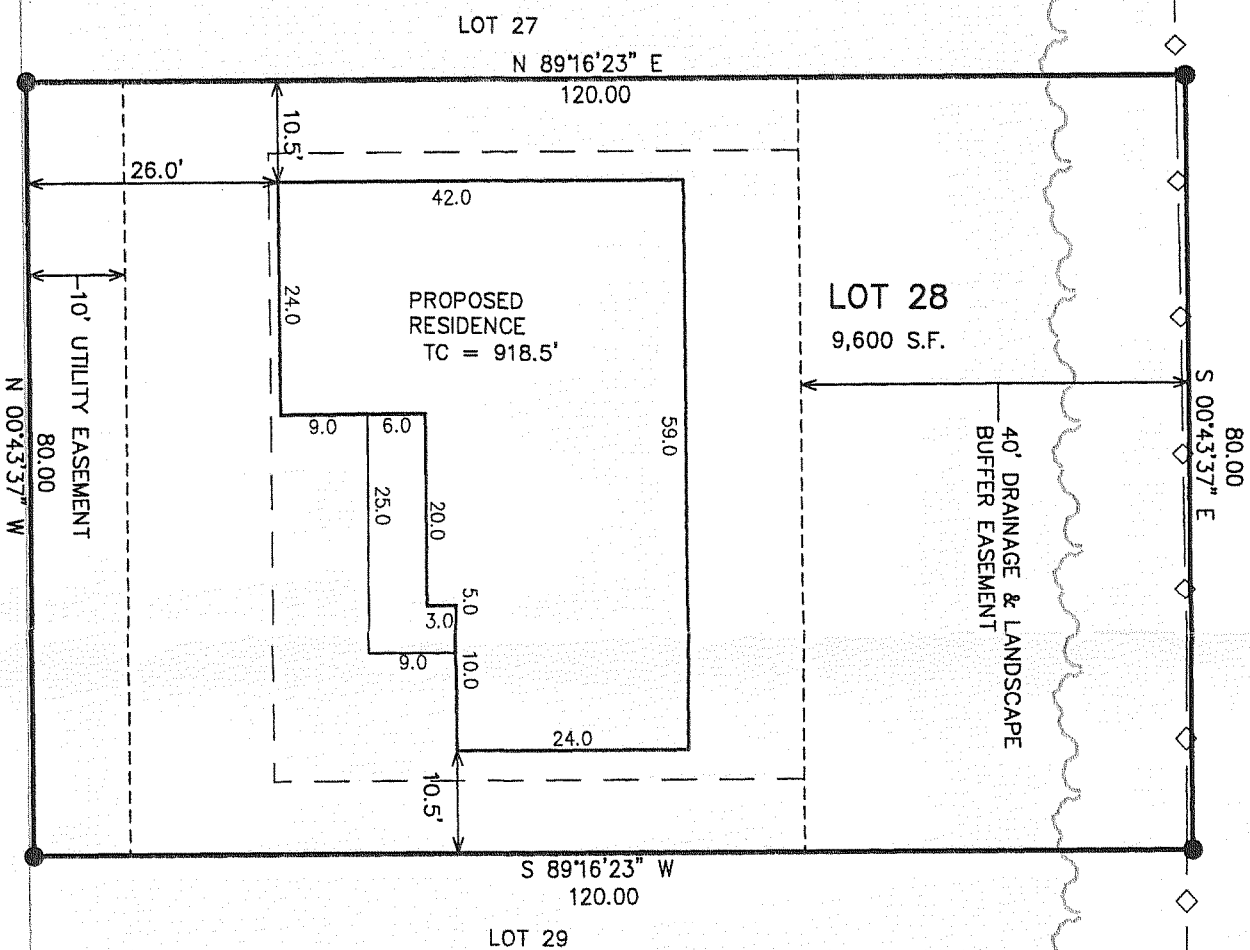 LOT 27
N 89°16'23" E
120.00
10.5'
26.0'
42.0
24.0
PROPOSED
RESIDENCE
TC = 918.5'
LOT 28
9,600 S.F.
10' UTILITY EASEMENT
80.00
N 00°43'37" W
9.0
6.0
59.0
25.0
20.0
5.0
3.0
9.0
10.0
24.0
10.5'
40' DRAINAGE & LANDSCAPE
BUFFER EASEMENT
80.00
S 00°43'37" E
S 89°16'23" W
120.00
LOT 29